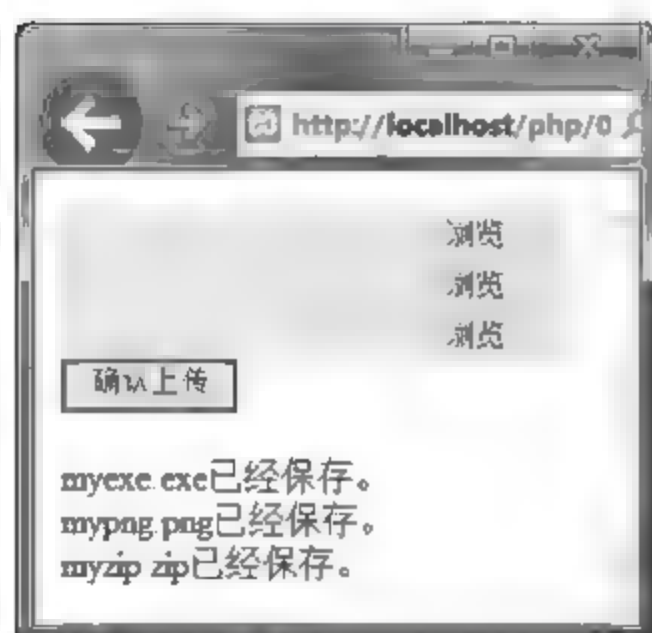 http://localhost/php/0
浏览
浏览
浏览
确认上传
myexe.exe已经保存。
mypng.png已经保存。
myzip.zip已经保存。